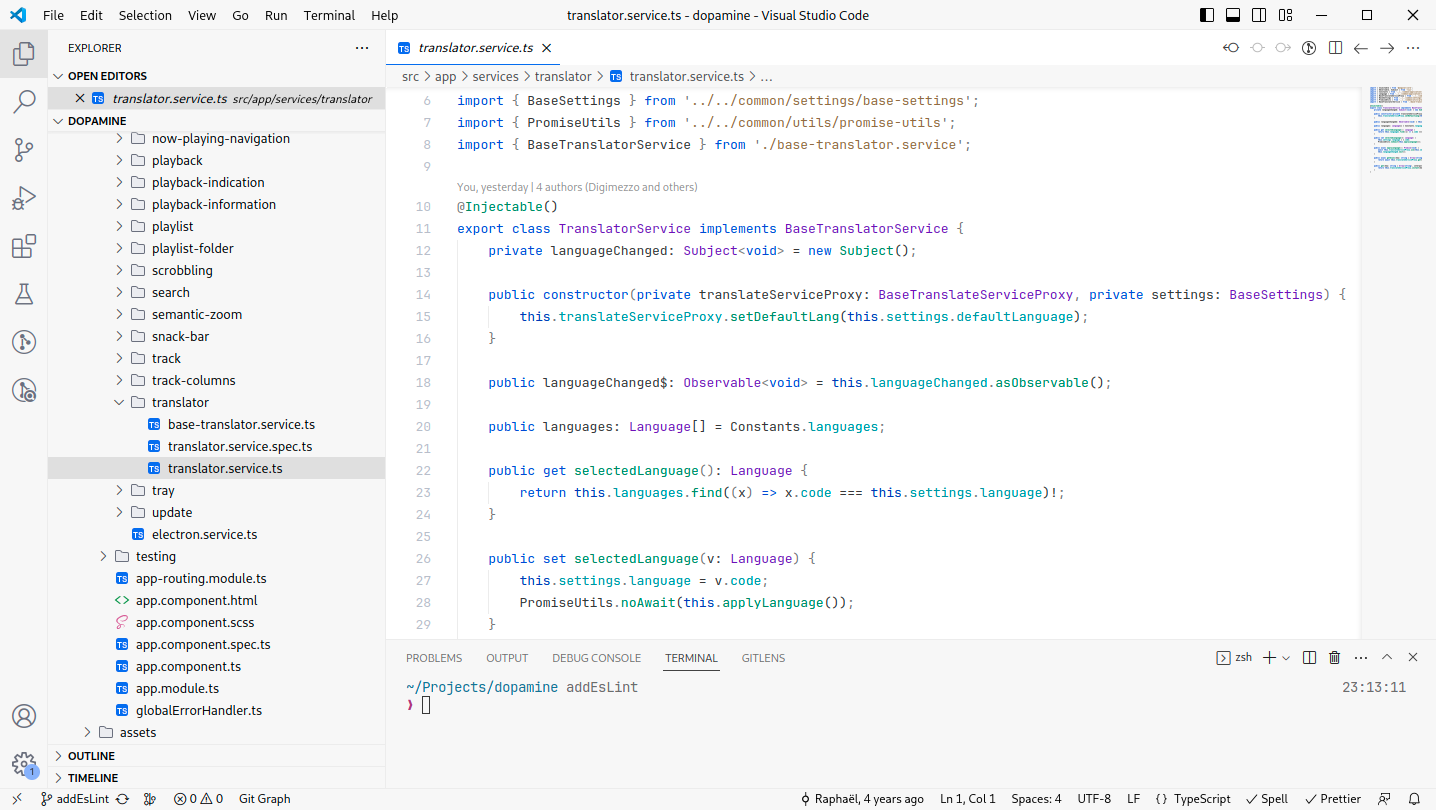 File Edit Selection View Go Run Terminal Help
translator.service.ts - dopamine - Visual Studio Code
EXPLORER
OPEN EDITORS
TS translator.service.ts src/app/services/translator
DOPAMINE
now-playing-navigation
playback
playback-indication
playback-information
playlist
playlist-folder
scrobbling
search
semantic-zoom
snack-bar
track
track-columns
translator
TS base-translator.service.ts
TS translator.service.spec.ts
TS translator.service.ts
tray
update
TS electron.service.ts
testing
TS app-routing.module.ts
<> app.component.html
app.component.scss
TS app.component.spec.ts
TS app.component.ts
TS app.module.ts
TS globalErrorHandler.ts
assets
OUTLINE
TIMELINE
1
TS translator.service.ts
src > app > services > translator > TS translator.service.ts > ...
6 import { BaseSettings } from '../../common/settings/base-settings';
7 import { PromiseUtils } from '../../common/utils/promise-utils';
8 import { BaseTranslatorService } from './base-translator.service';
9
You, yesterday | 4 authors (Digimezzo and others)
10 @Injectable()
11 export class TranslatorService implements BaseTranslatorService {
12 private languageChanged: Subject<void> = new Subject();
13
14 public constructor(private translateServiceProxy: BaseTranslateServiceProxy, private settings: BaseSettings) {
15 this.translateServiceProxy.setDefaultLang(this.settings.defaultLanguage);
16 }
17
18 public languageChanged$: Observable<void> = this.languageChanged.asObservable();
19
20 public languages: Language[] = Constants.languages;
21
22 public get selectedLanguage(): Language {
23 return this.languages.find((x) => x.code === this.settings.language)!;
24 }
25
26 public set selectedLanguage(v: Language) {
27 this.settings.language = v.code;
28 PromiseUtils.noAwait(this.applyLanguage());
29 }
PROBLEMS OUTPUT DEBUG CONSOLE TERMINAL GITLENS
zsh
~/Projects/dopamine addEsLint 23:13:11
❯
addEsLint 0 0 Git Graph
Raphaël, 4 years ago Ln 1, Col 1 Spaces: 4 UTF-8 LF {} TypeScript Spell Prettier